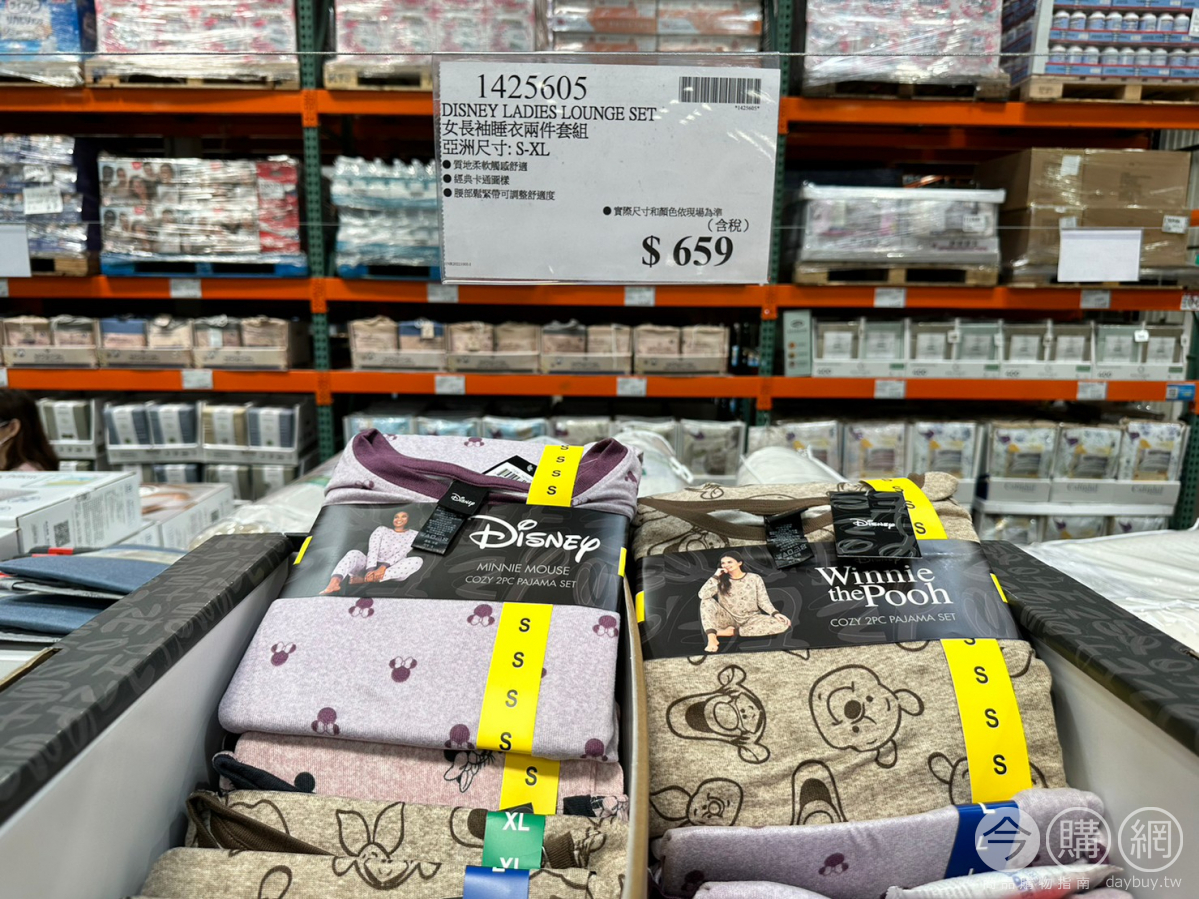 1425605
*1425605*
DISNEY LADIES LOUNGE SET
女長袖睡衣兩件套組
亞洲尺寸: S-XL
● 質地柔軟觸感舒適
● 經典卡通圖樣
● 腰部鬆緊帶可調整舒適度
● 實際尺寸和顏色依現場為準
(含稅)
$ 659
S
S
S
S
Disney
Disney
MINNIE MOUSE
COZY 2PC PAJAMA SET
S
S
S
S
S
XL
XL
L
S
S
Disney
Winnie
the Pooh
COZY 2PC PAJAMA SET
S
S
S
S
L
L
今購網
daybuy.tw